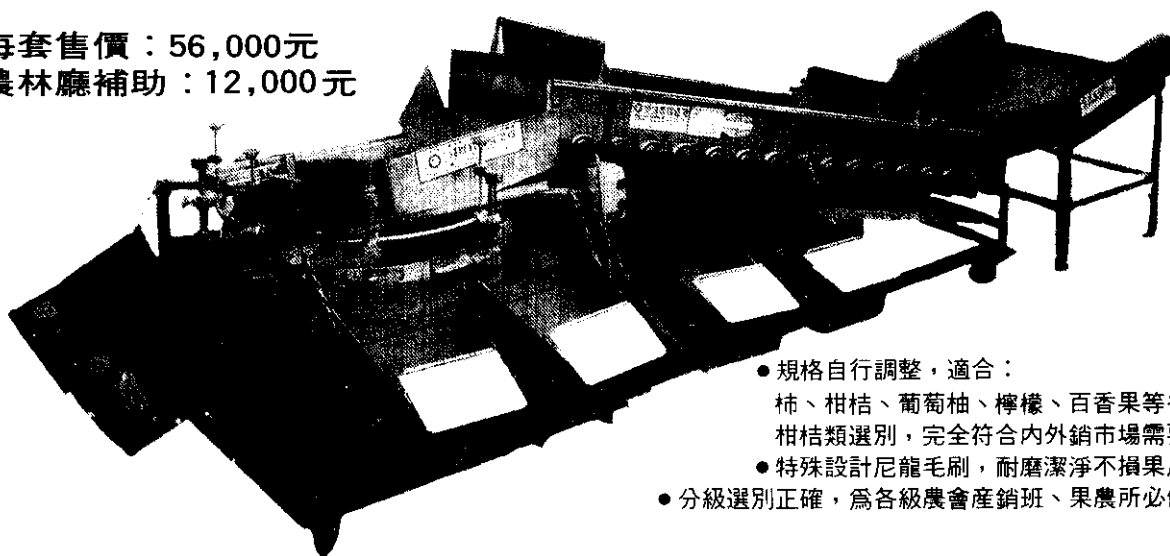 每套售價：56,000元
農林廳補助：12,000元
●規格自行調整，適合：
柿、柑桔、葡萄柚、檸檬、百香果等
柑桔類選別，完全符合內外銷市場需
●特殊設計尼龍毛刷，耐磨潔淨不損果
●分級選別正確，爲各級農會產銷班、果農所必